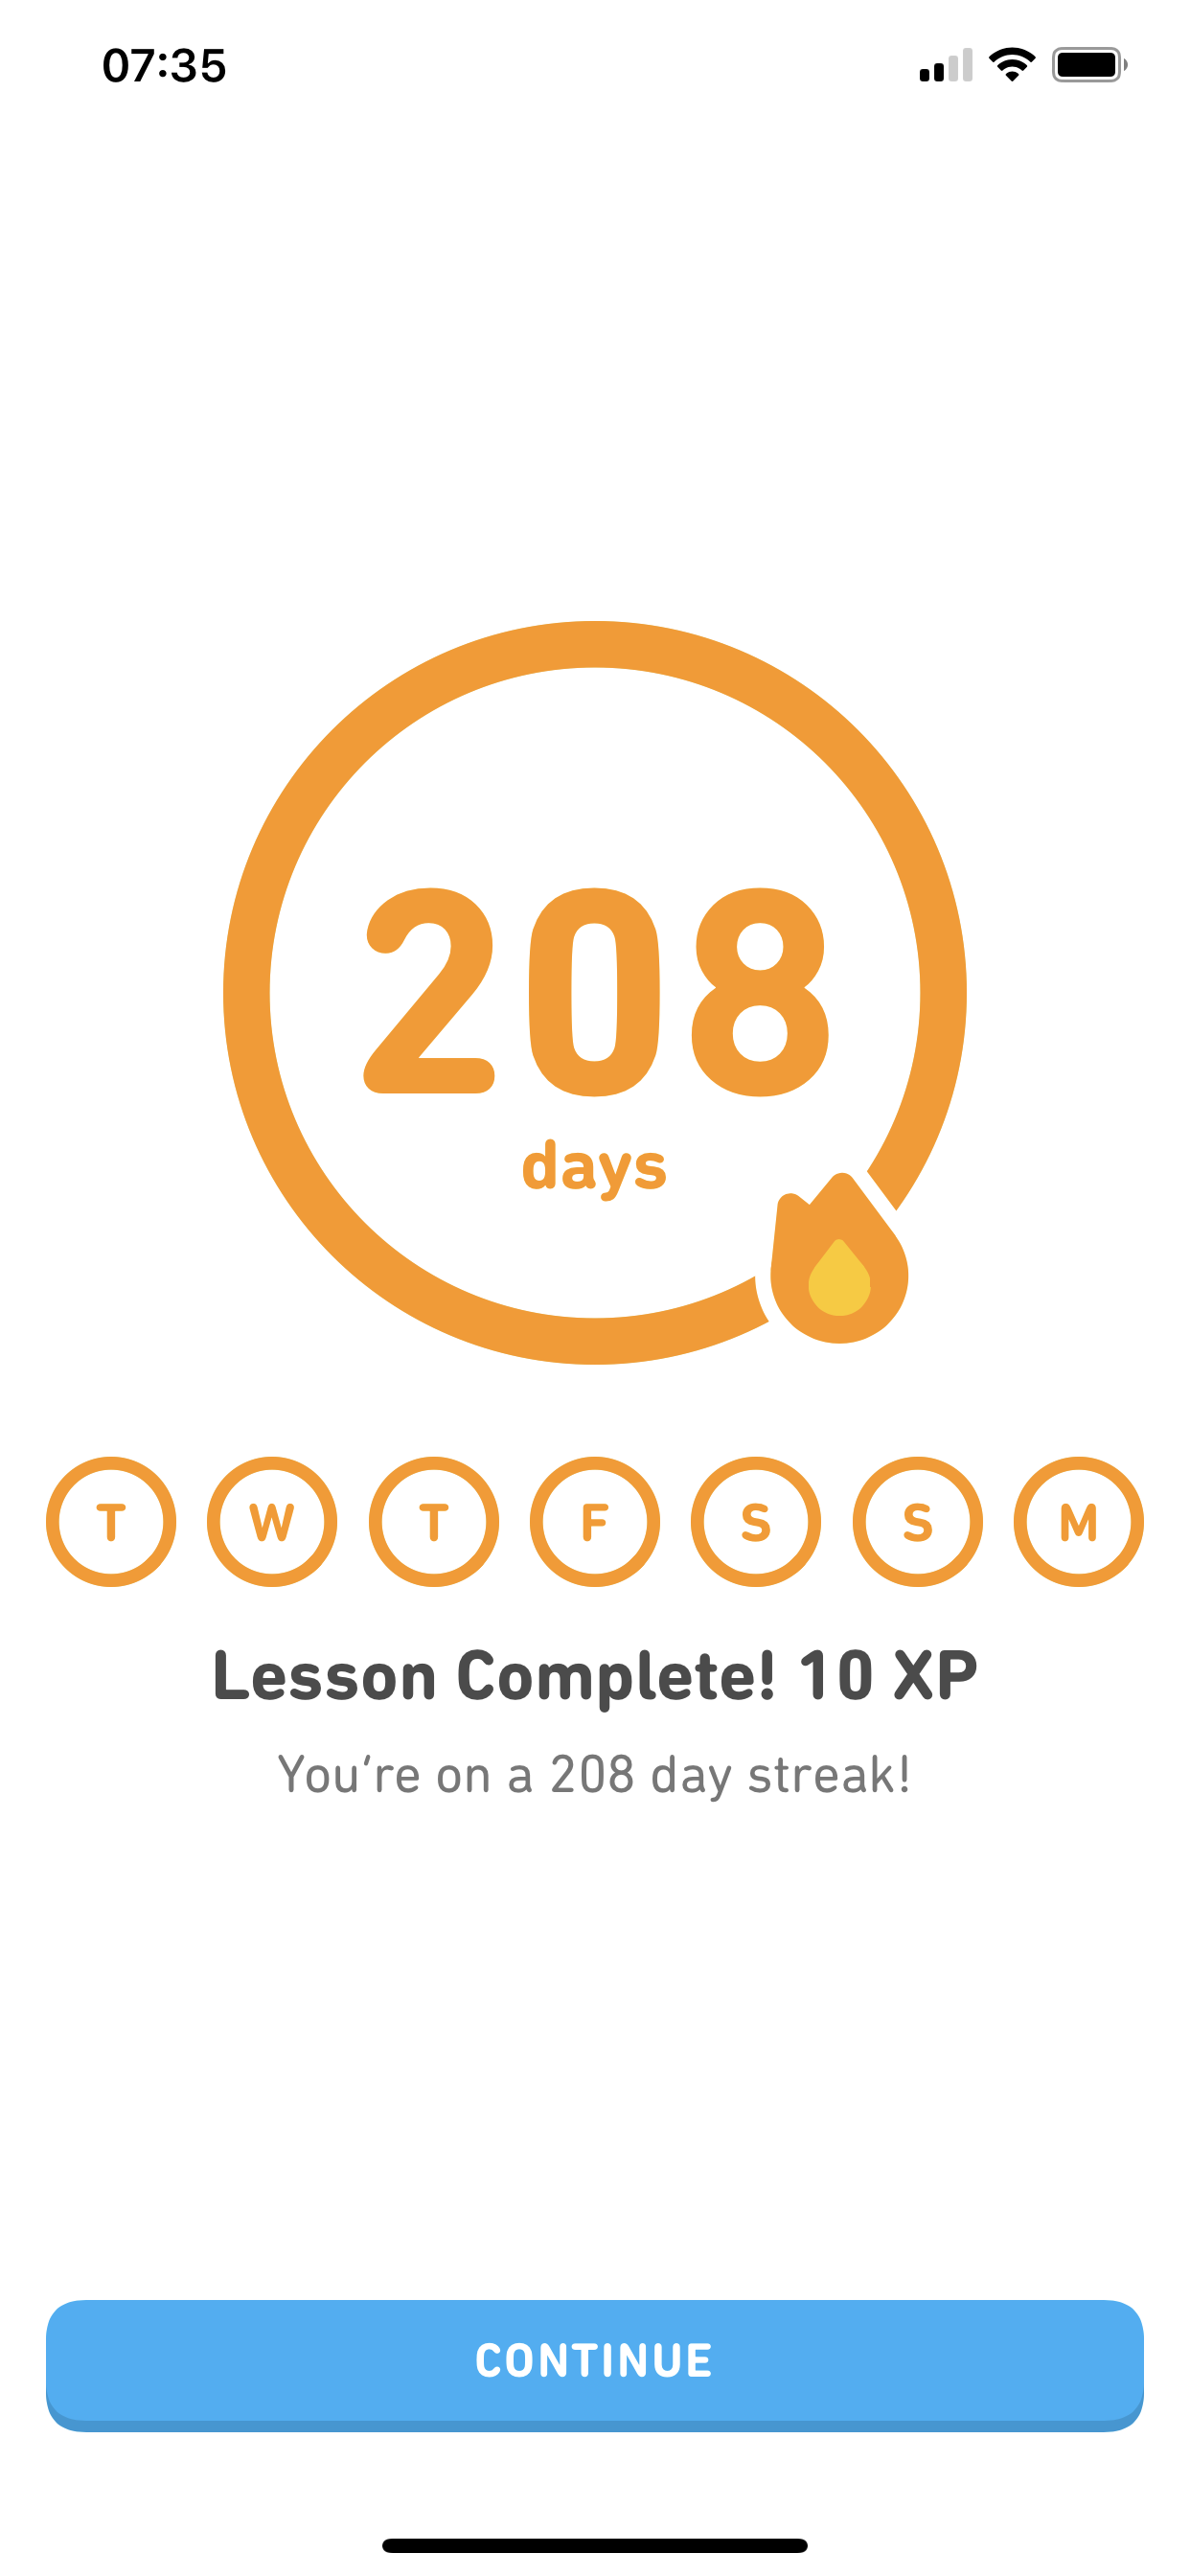 07:35
208
days
T W T F S S M
Lesson Complete! 10 XP
You‘re on a 208 day streak!
CONTINUE